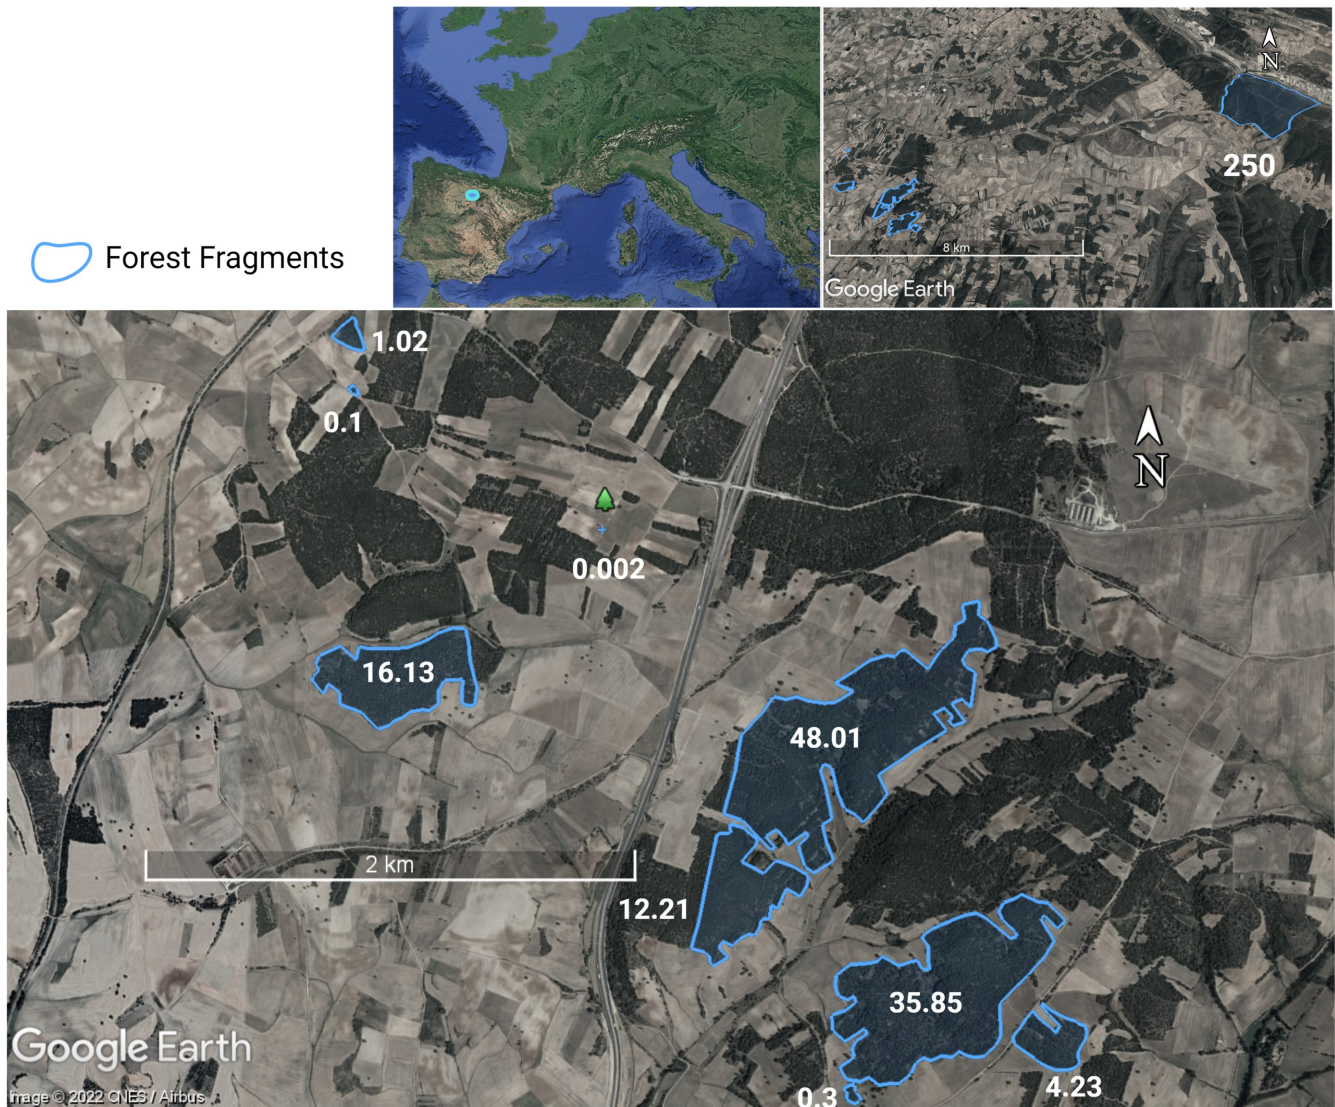 Forest Fragments
N
250
8 km
Google Earth
1.02
0.1
N
0.002
16.13
48.01
2 km
12.21
35.85
Google Earth
4.23
0.3
mage © 2022 CNES / Airbus